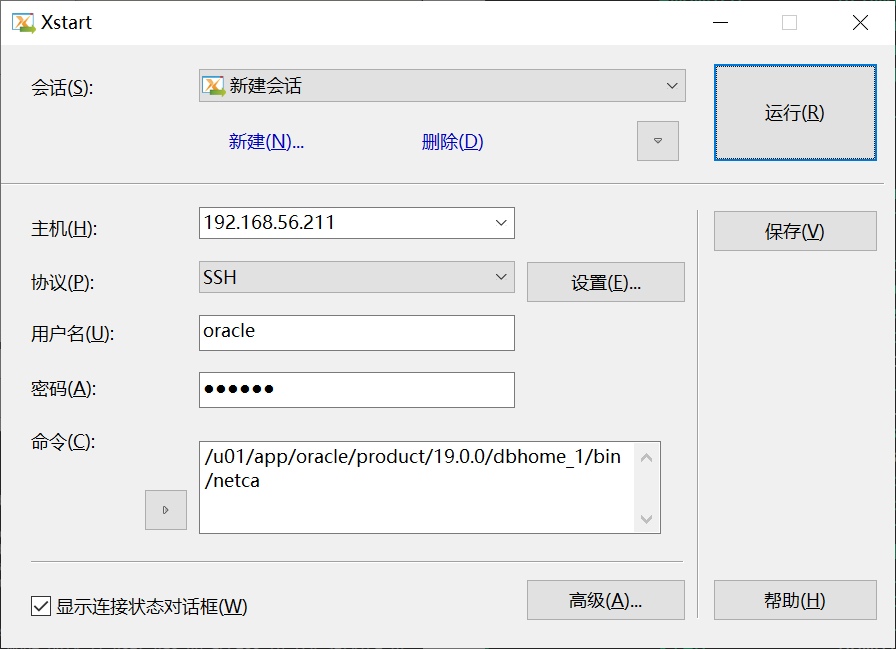 Xstart
会话(S):
新建会话
运行(R)
新建(N)...
删除(D)
主机(H):
192.168.56.211
保存(V)
协议(P):
SSH
设置(E)...
用户名(U):
oracle
密码(A):
●●●●●●
命令(C):
/u01/app/oracle/product/19.0.0/dbhome_1/bin
/netca
显示连接状态对话框(W)
高级(A)...
帮助(H)